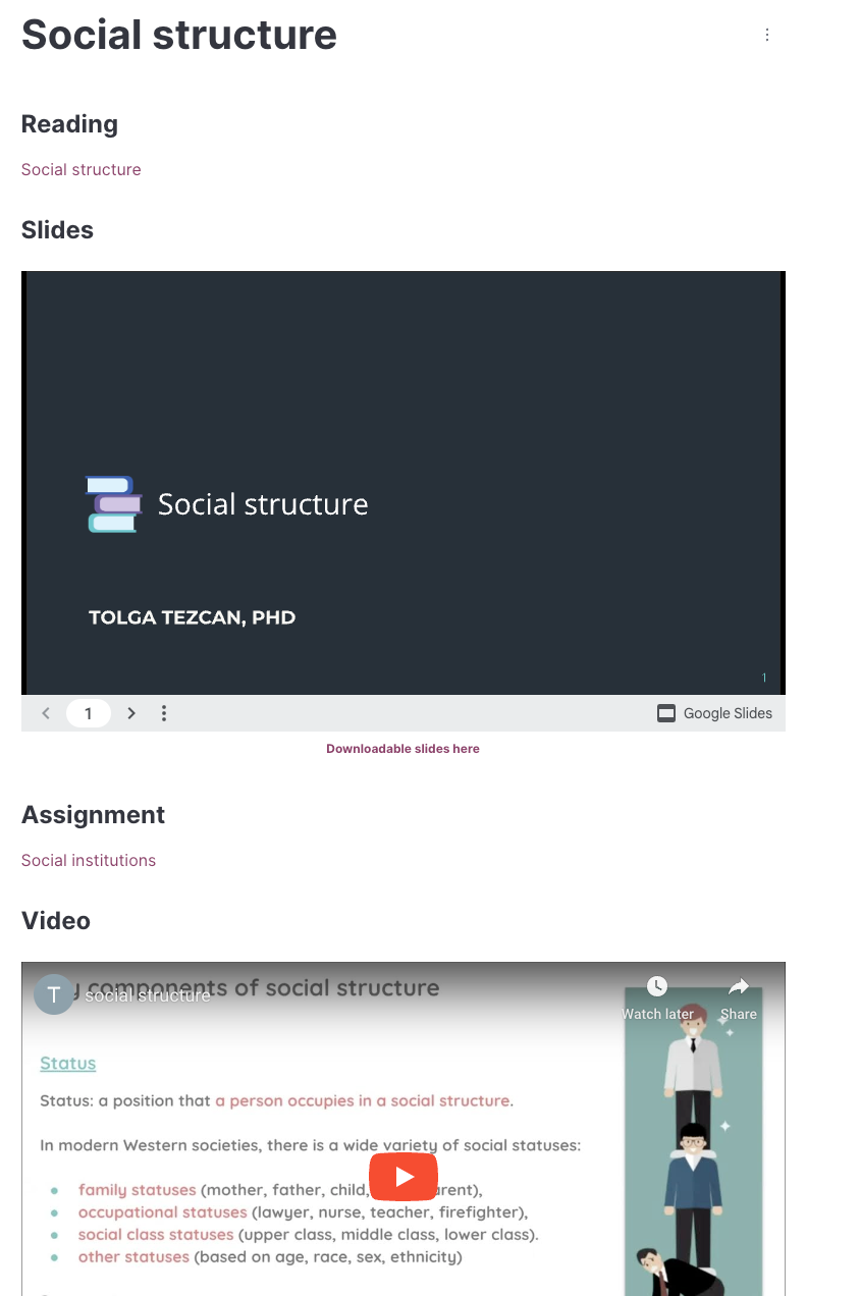 Social structure
Reading
Social structure
Slides
Social structure
TOLGA TEZCAN, PHD
1
1
Google Slides
Downloadable slides here
Assignment
Social institutions
Video
T
social structure
components of social structure
Watch later
Share
Status
Status: a position that a person occupies in a social structure.
In modern Western societies, there is a wide variety of social statuses:
family statuses (mother, father, child,
occupational statuses (lawyer, nurse, teacher, firefighter),
social class statuses (upper class, middle class, lower class).
other statuses (based on age, race, sex, ethnicity)